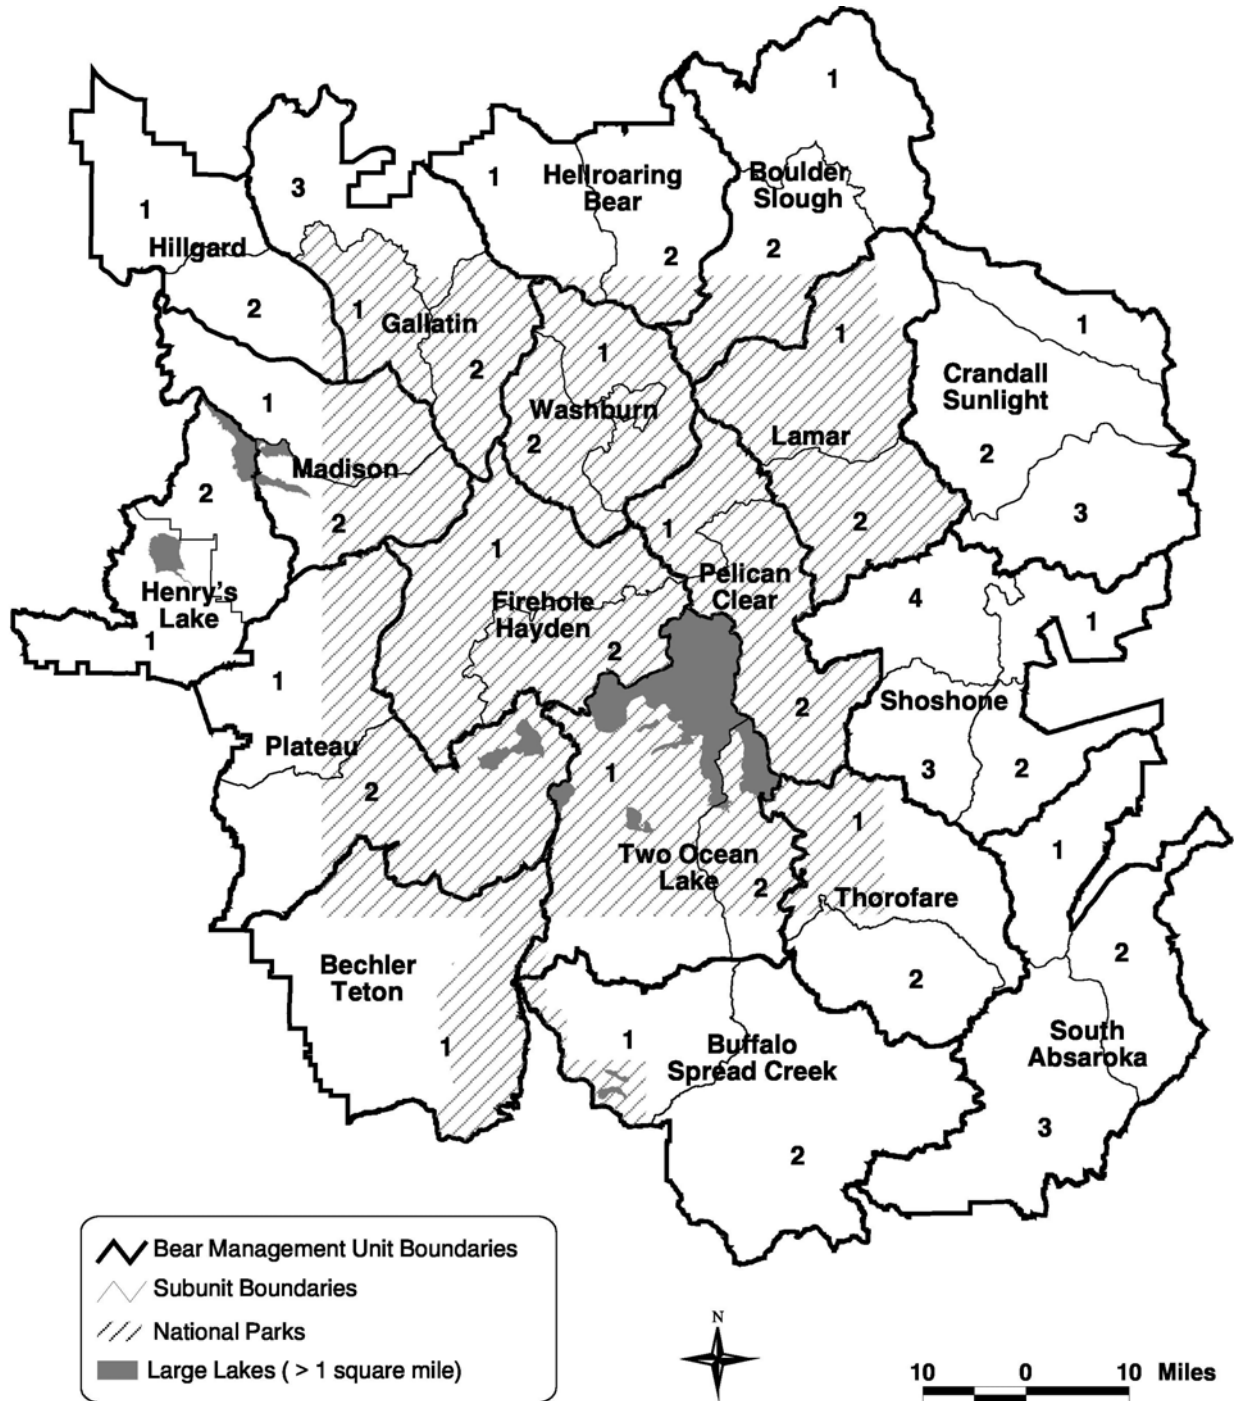 1
3
1
Hellroaring
Bear
Boulder
Slough
1
Hillgard
2
2
2
1
Gallatin
2
1
1
1
Crandall
Sunlight
1
Washburn
2
Lamar
2
Madison
2
2
2
3
1
1
Henry's
Lake
1
Firehole
Hayden
Pelican
Clear
4
1
2
1
2
Shoshone
Plateau
2
1
3
2
1
1
Two Ocean
Lake
2
Thorofare
Bechler
Teton
2
2
1
1
Buffalo
Spread Creek
South
Absaroka
3
2
Bear Management Unit Boundaries
Subunit Boundaries
National Parks
Large Lakes ( > 1 square mile)
N
10 0 10 Miles